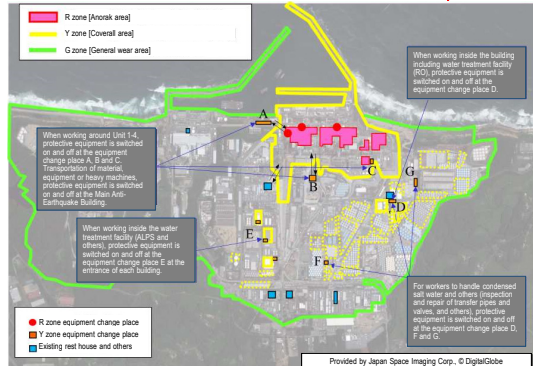 R zone [Anorak area]
Y zone [Coverall area]
G zone [General wear area]
When working inside the building
including water treatment facility
(RO), protective equipment is
switched on and off at the
equipment change place D.
A
When working around Unit 1-4,
protective equipment is switched
on and off at the equipment
change place A, B and C.
Transportation of material,
equipment or heavy machines,
protective equipment is switched
on and off at the Main Anti-
Earthquake Building.
B
C
G
D
When working inside the water
treatment facility (ALPS and
others), protective equipment is
switched on and off at the
equipment change place E at the
entrance of each building.
E
F
For workers to handle condensed
salt water and others (inspection
and repair of transfer pipes and
valves, and others), protective
equipment is switched on and off
at the equipment change place D,
F and G.
R zone equipment change place
Y zone equipment change place
Existing rest house and others
Provided by Japan Space Imaging Corp., © DigitalGlobe